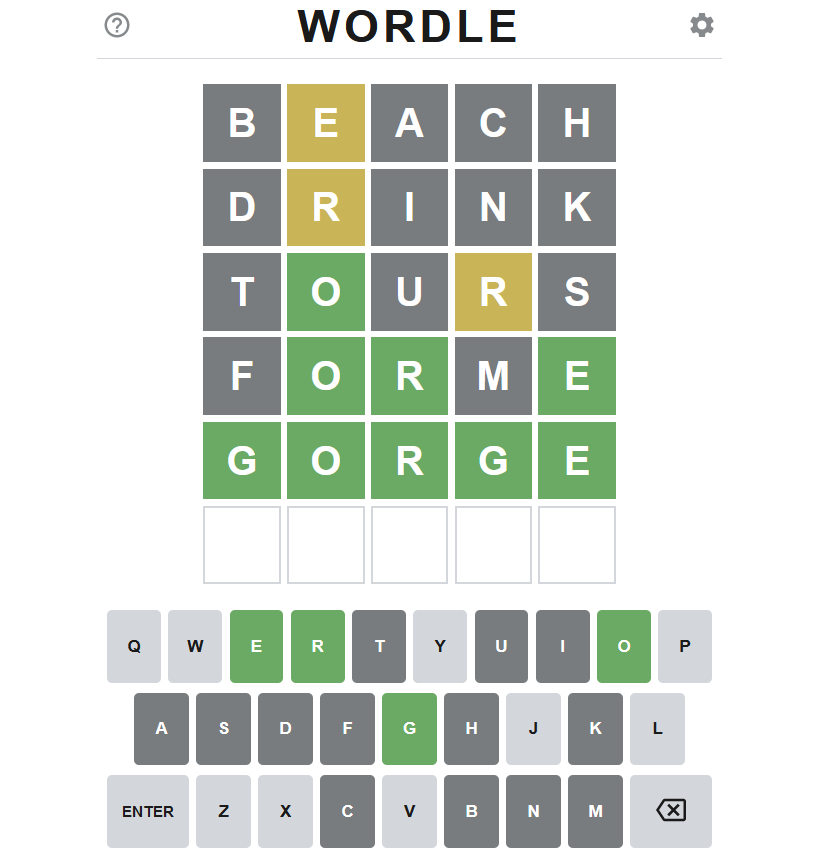 ?
WORDLE
B E A C H
D R I N K
T O U R S
F O R M E
G O R G E
Q W E R T Y U I O P
A S D F G H J K L
ENTER Z X C V B N M